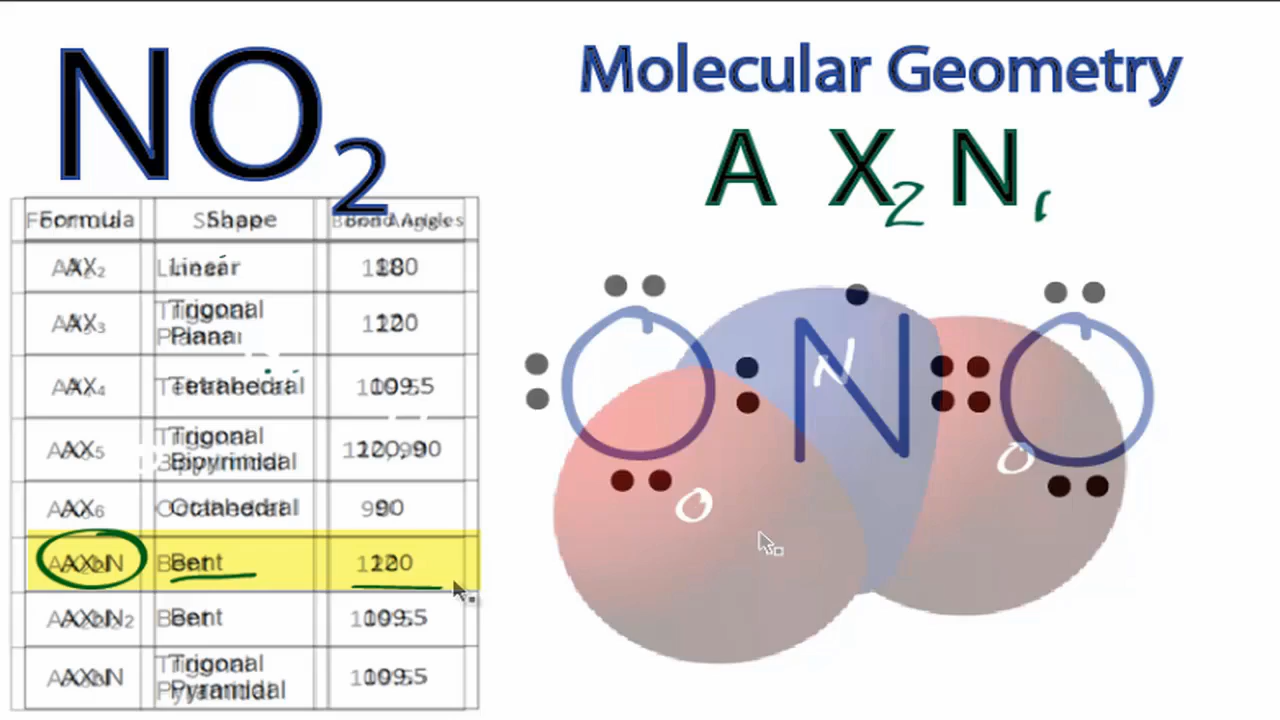 NO₂
Molecular Geometry
A X₂ N₁
Formula Shape Bond Angles
AX₂ Linear 180
AX₃ Trigonal Planar 120
AX₄ Tetrahedral 109.5
AX₅ Trigonal Bipyrimidal 120, 90
AX₆ Octahedral 90
AX₂N Bent 120
AX₂N₂ Bent 109.5
AX₃N Trigonal Pyramidal 109.5
O N O
N
O
O